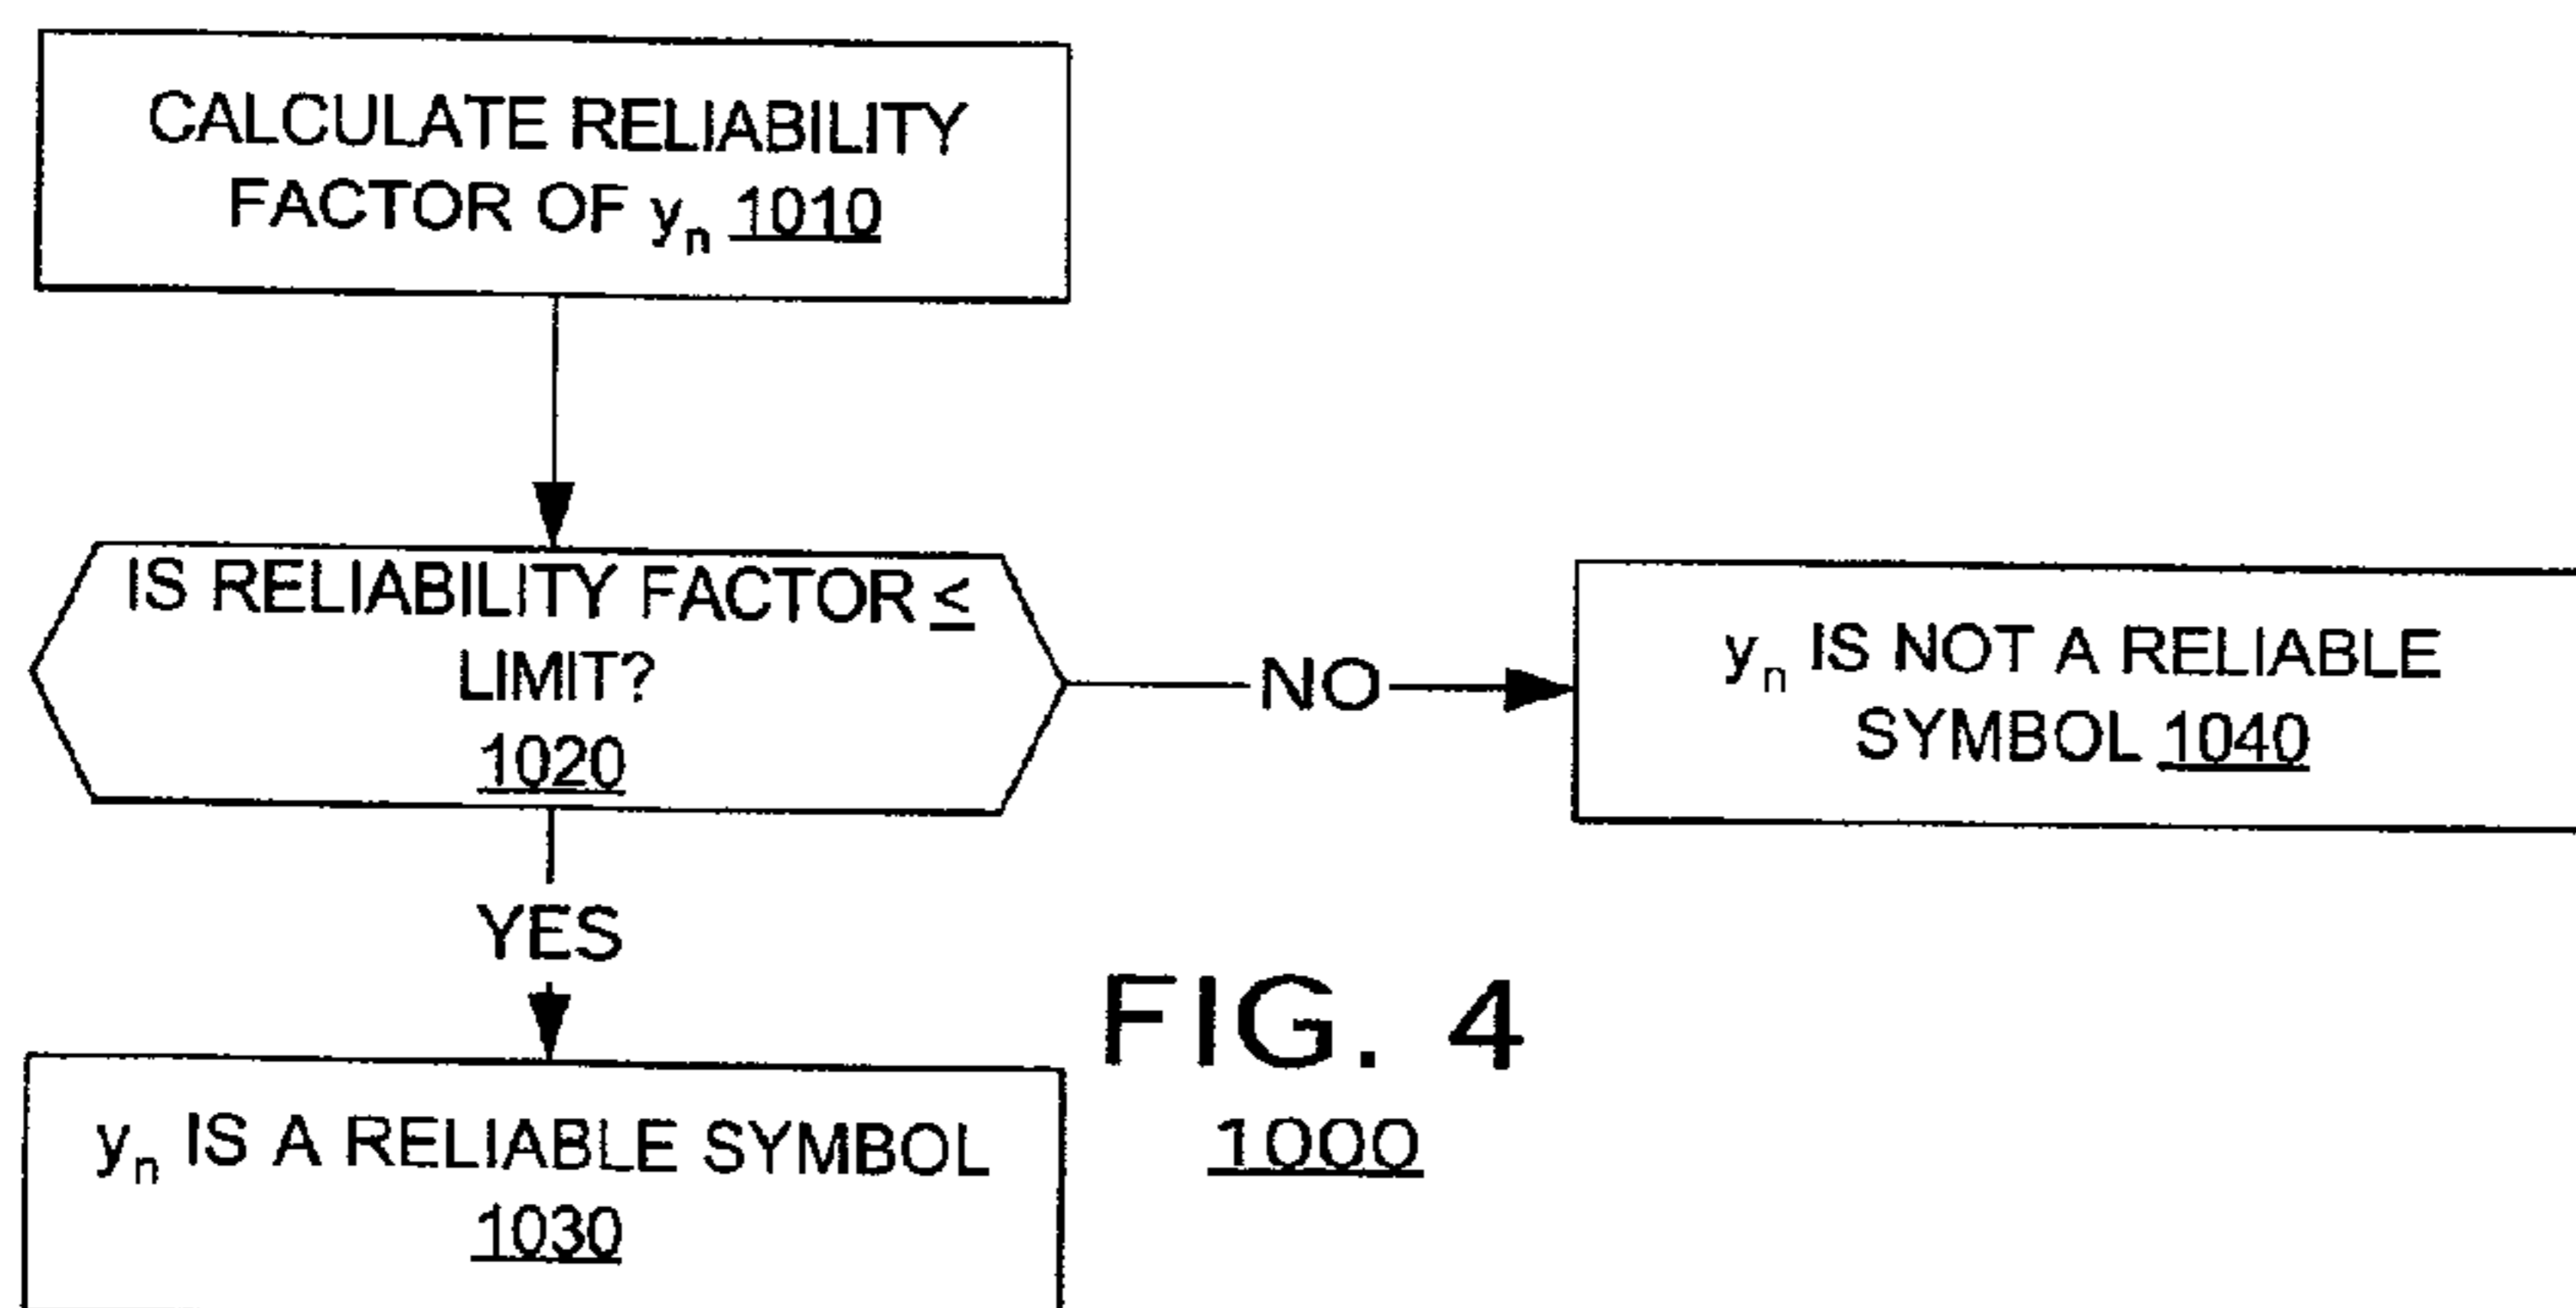 CALCULATE RELIABILITY
FACTOR OF yₙ 1010
IS RELIABILITY FACTOR ≤
LIMIT?
1020
NO
yₙ IS NOT A RELIABLE
SYMBOL 1040
YES
yₙ IS A RELIABLE SYMBOL
1030
FIG. 4
1000